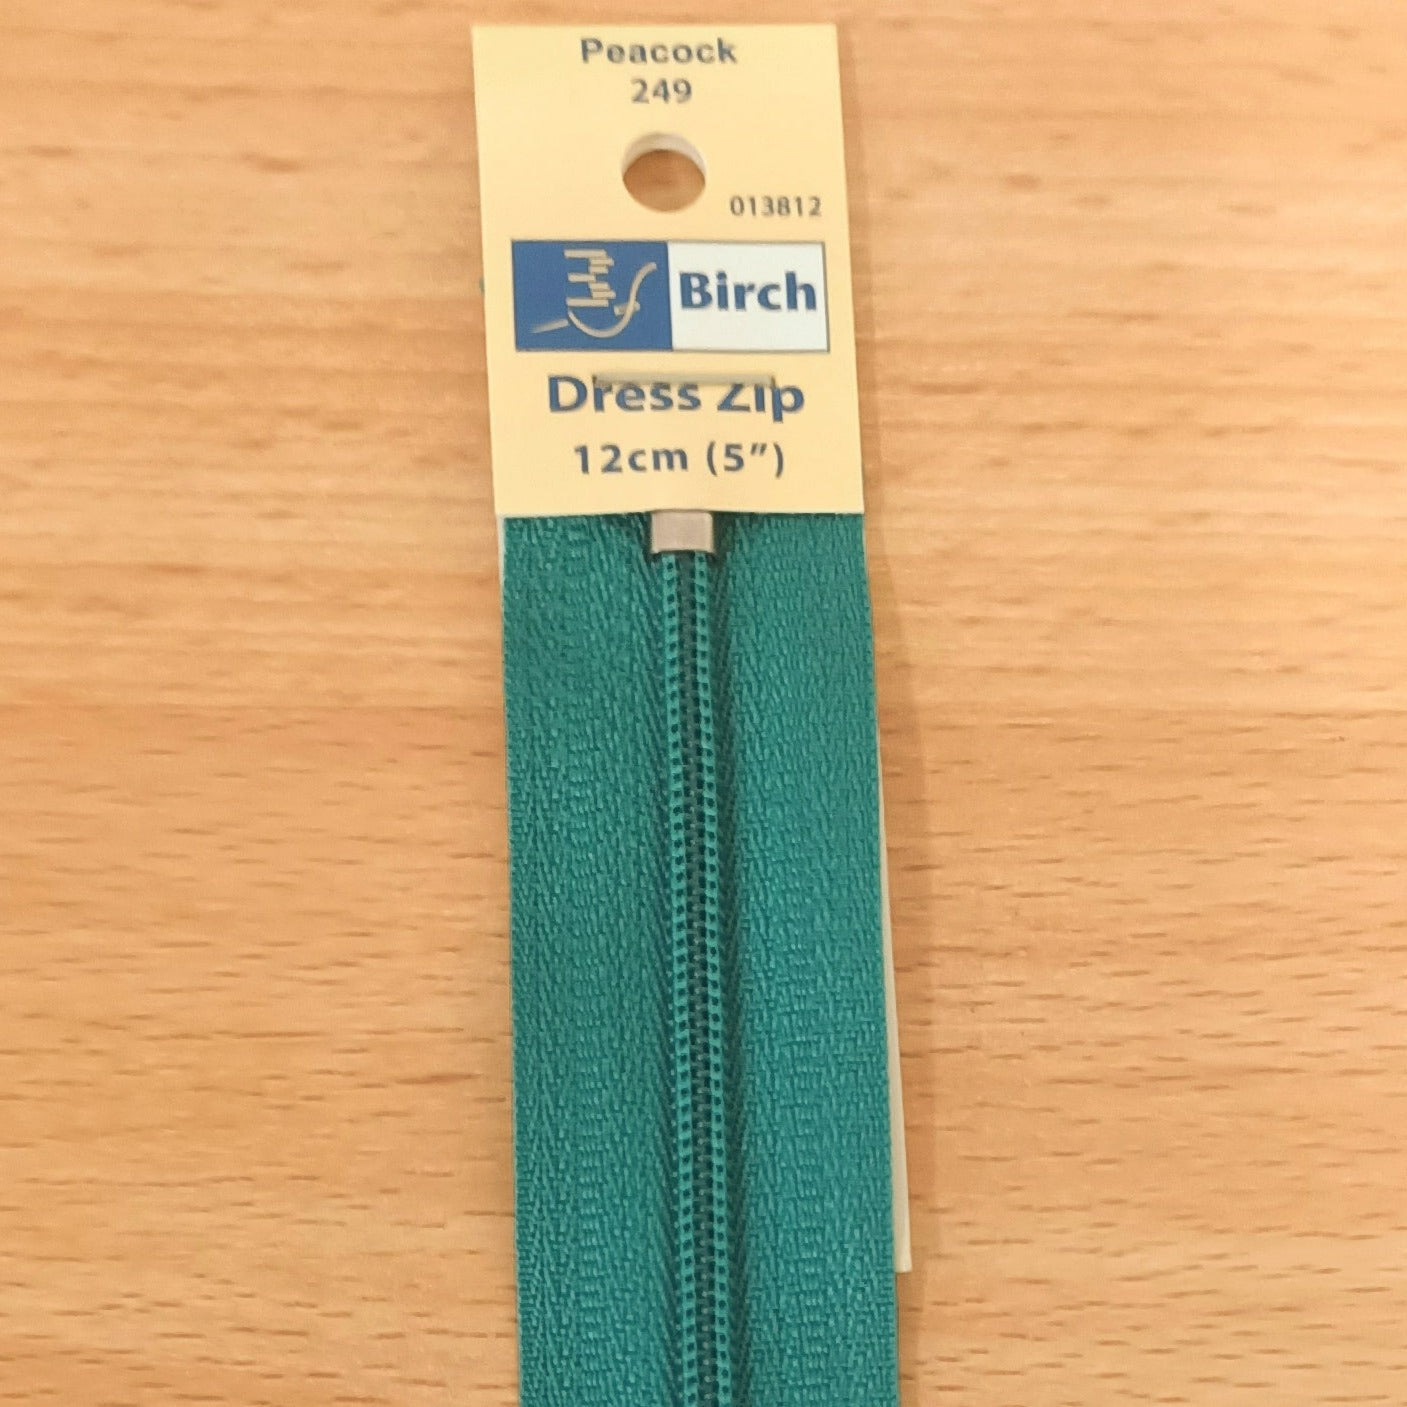 Peacock
249
013812
Birch
Dress Zip
12cm (5”)